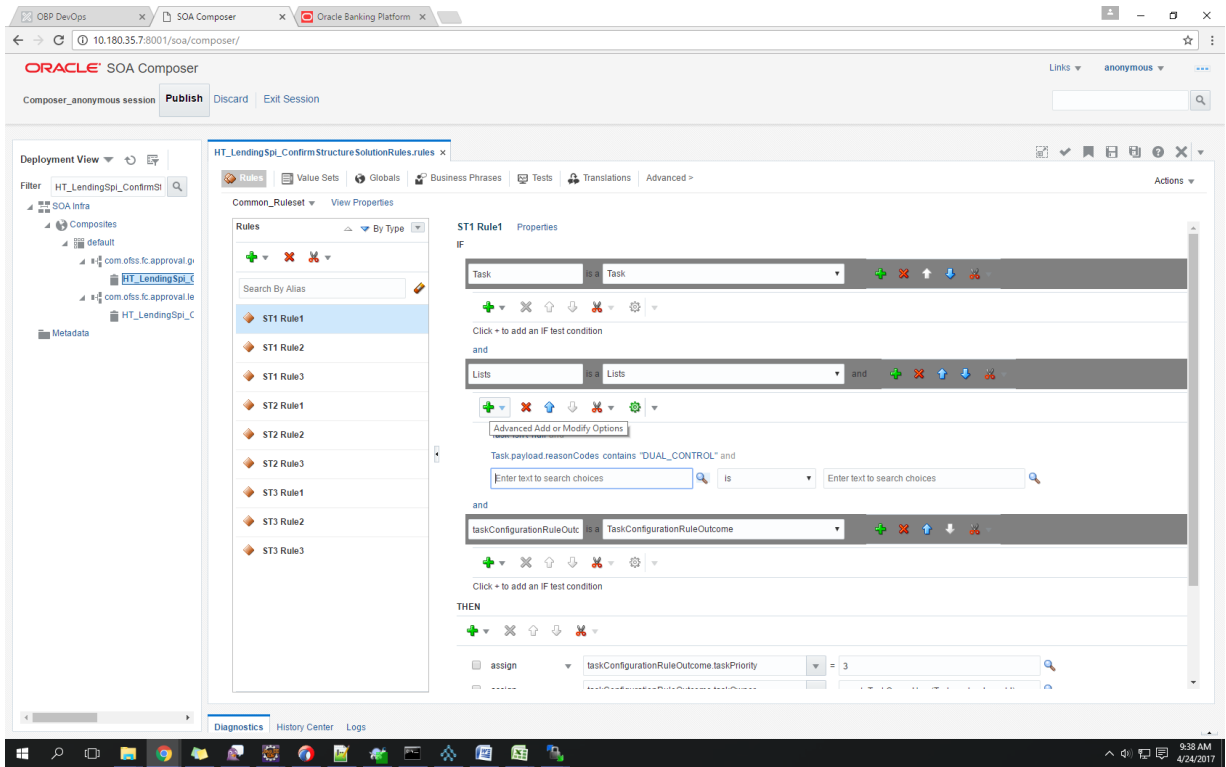 OBP DevOps SOA Composer Oracle Banking Platform
10.180.35.7:8001/soa/composer/
ORACLE SOA Composer Links anonymous
Composer_anonymous session Publish Discard Exit Session
HT_LendingSpi_ConfirmStructureSolutionRules.rules
Deployment View
Rules Value Sets Globals Business Phrases Tests Translations Advanced > Actions
Filter HT_LendingSpi_ConfirmSt
Common_Ruleset View Properties
SOA Infra
Composites
default
com.ofss.fc.approval.ge
HT_LendingSpi_C
com.ofss.fc.approval.le
HT_LendingSpi_C
Metadata
Rules By Type
Search By Alias
ST1 Rule1
ST1 Rule2
ST1 Rule3
ST2 Rule1
ST2 Rule2
ST2 Rule3
ST3 Rule1
ST3 Rule2
ST3 Rule3
ST1 Rule1 Properties
IF
Task is a Task
Click + to add an IF test condition
and
Lists is a Lists and
Advanced Add or Modify Options
Task.payload.reasonCodes contains "DUAL_CONTROL" and
Enter text to search choices is Enter text to search choices
and
taskConfigurationRuleOutc is a TaskConfigurationRuleOutcome
Click + to add an IF test condition
THEN
assign taskConfigurationRuleOutcome.taskPriority = 3
Diagnostics History Center Logs
9:38 AM
4/24/2017